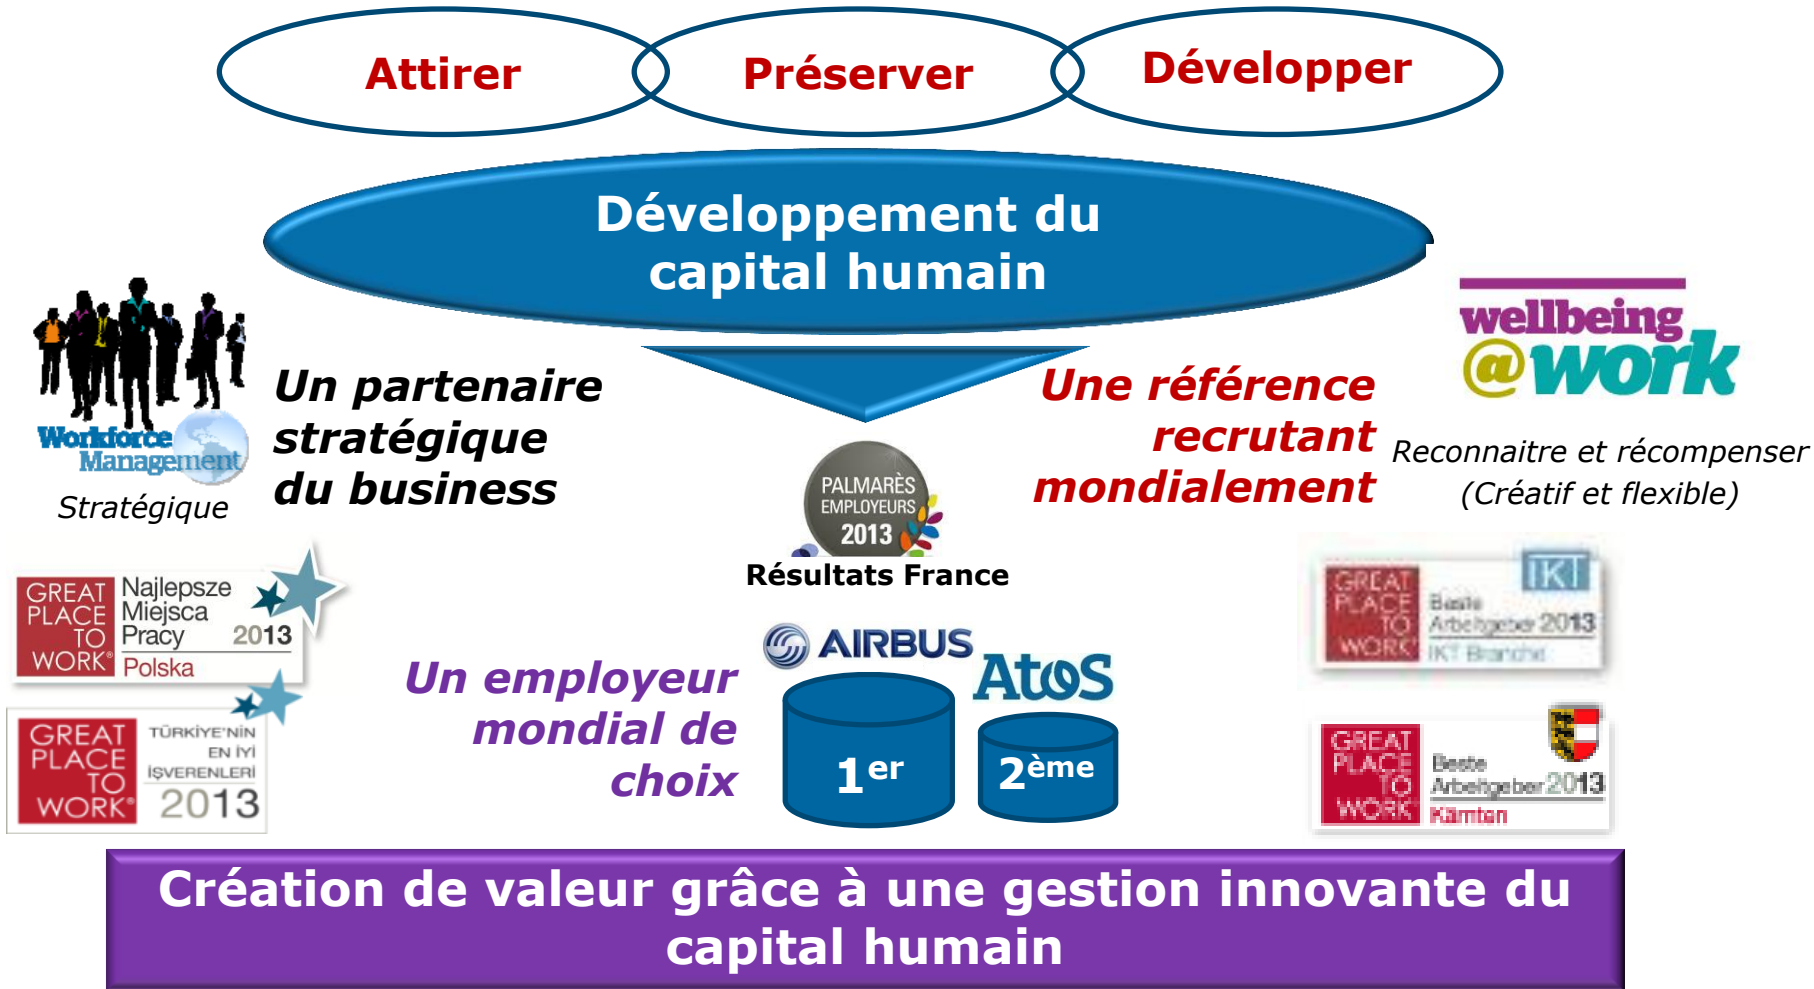 Attirer
Préserver
Développer
Développement du
capital humain
Workforce
Management
Stratégique
Un partenaire
stratégique
du business
Une référence
recrutant
mondialement
wellbeing
@work
Reconnaitre et récompenser
(Créatif et flexible)
PALMARÈS
EMPLOYEURS
2013
Résultats France
GREAT
PLACE
TO
WORK®
Najlepsze
Miejsca
Pracy 2013
Polska
GREAT
PLACE
TO
WORK®
TÜRKİYE'NİN
EN İYİ
İŞVERENLERİ
2013
Un employeur
mondial de
choix
AIRBUS
Atos
1er
2ème
IKT
GREAT
PLACE
TO
WORK
Beste
Arbeitgeber 2013
IKT Branche
GREAT
PLACE
TO
WORK
Beste
Arbeitgeber 2013
Kärnten
Création de valeur grâce à une gestion innovante du
capital humain